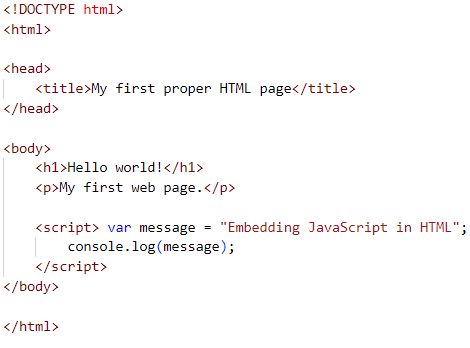 <!DOCTYPE html>
<html>
<head>
<title>My first proper HTML page</title>
</head>
<body>
<h1>Hello world!</h1>
<p>My first web page.</p>
<script> var message = "Embedding JavaScript in HTML";
console.log(message);
</script>
</body>
</html>